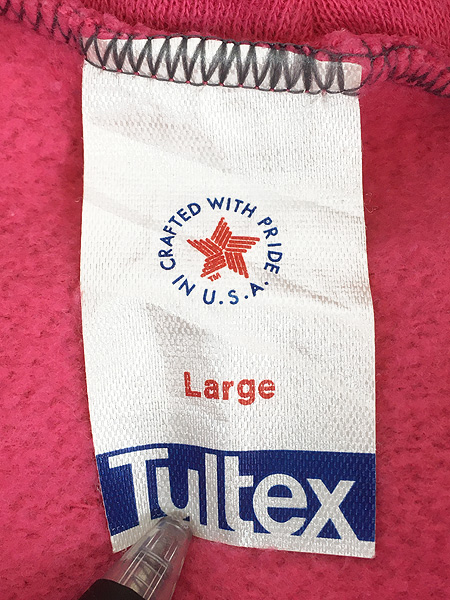 CRAFTED WITH PRIDE
IN U.S.A.
TM
Large
Tultex